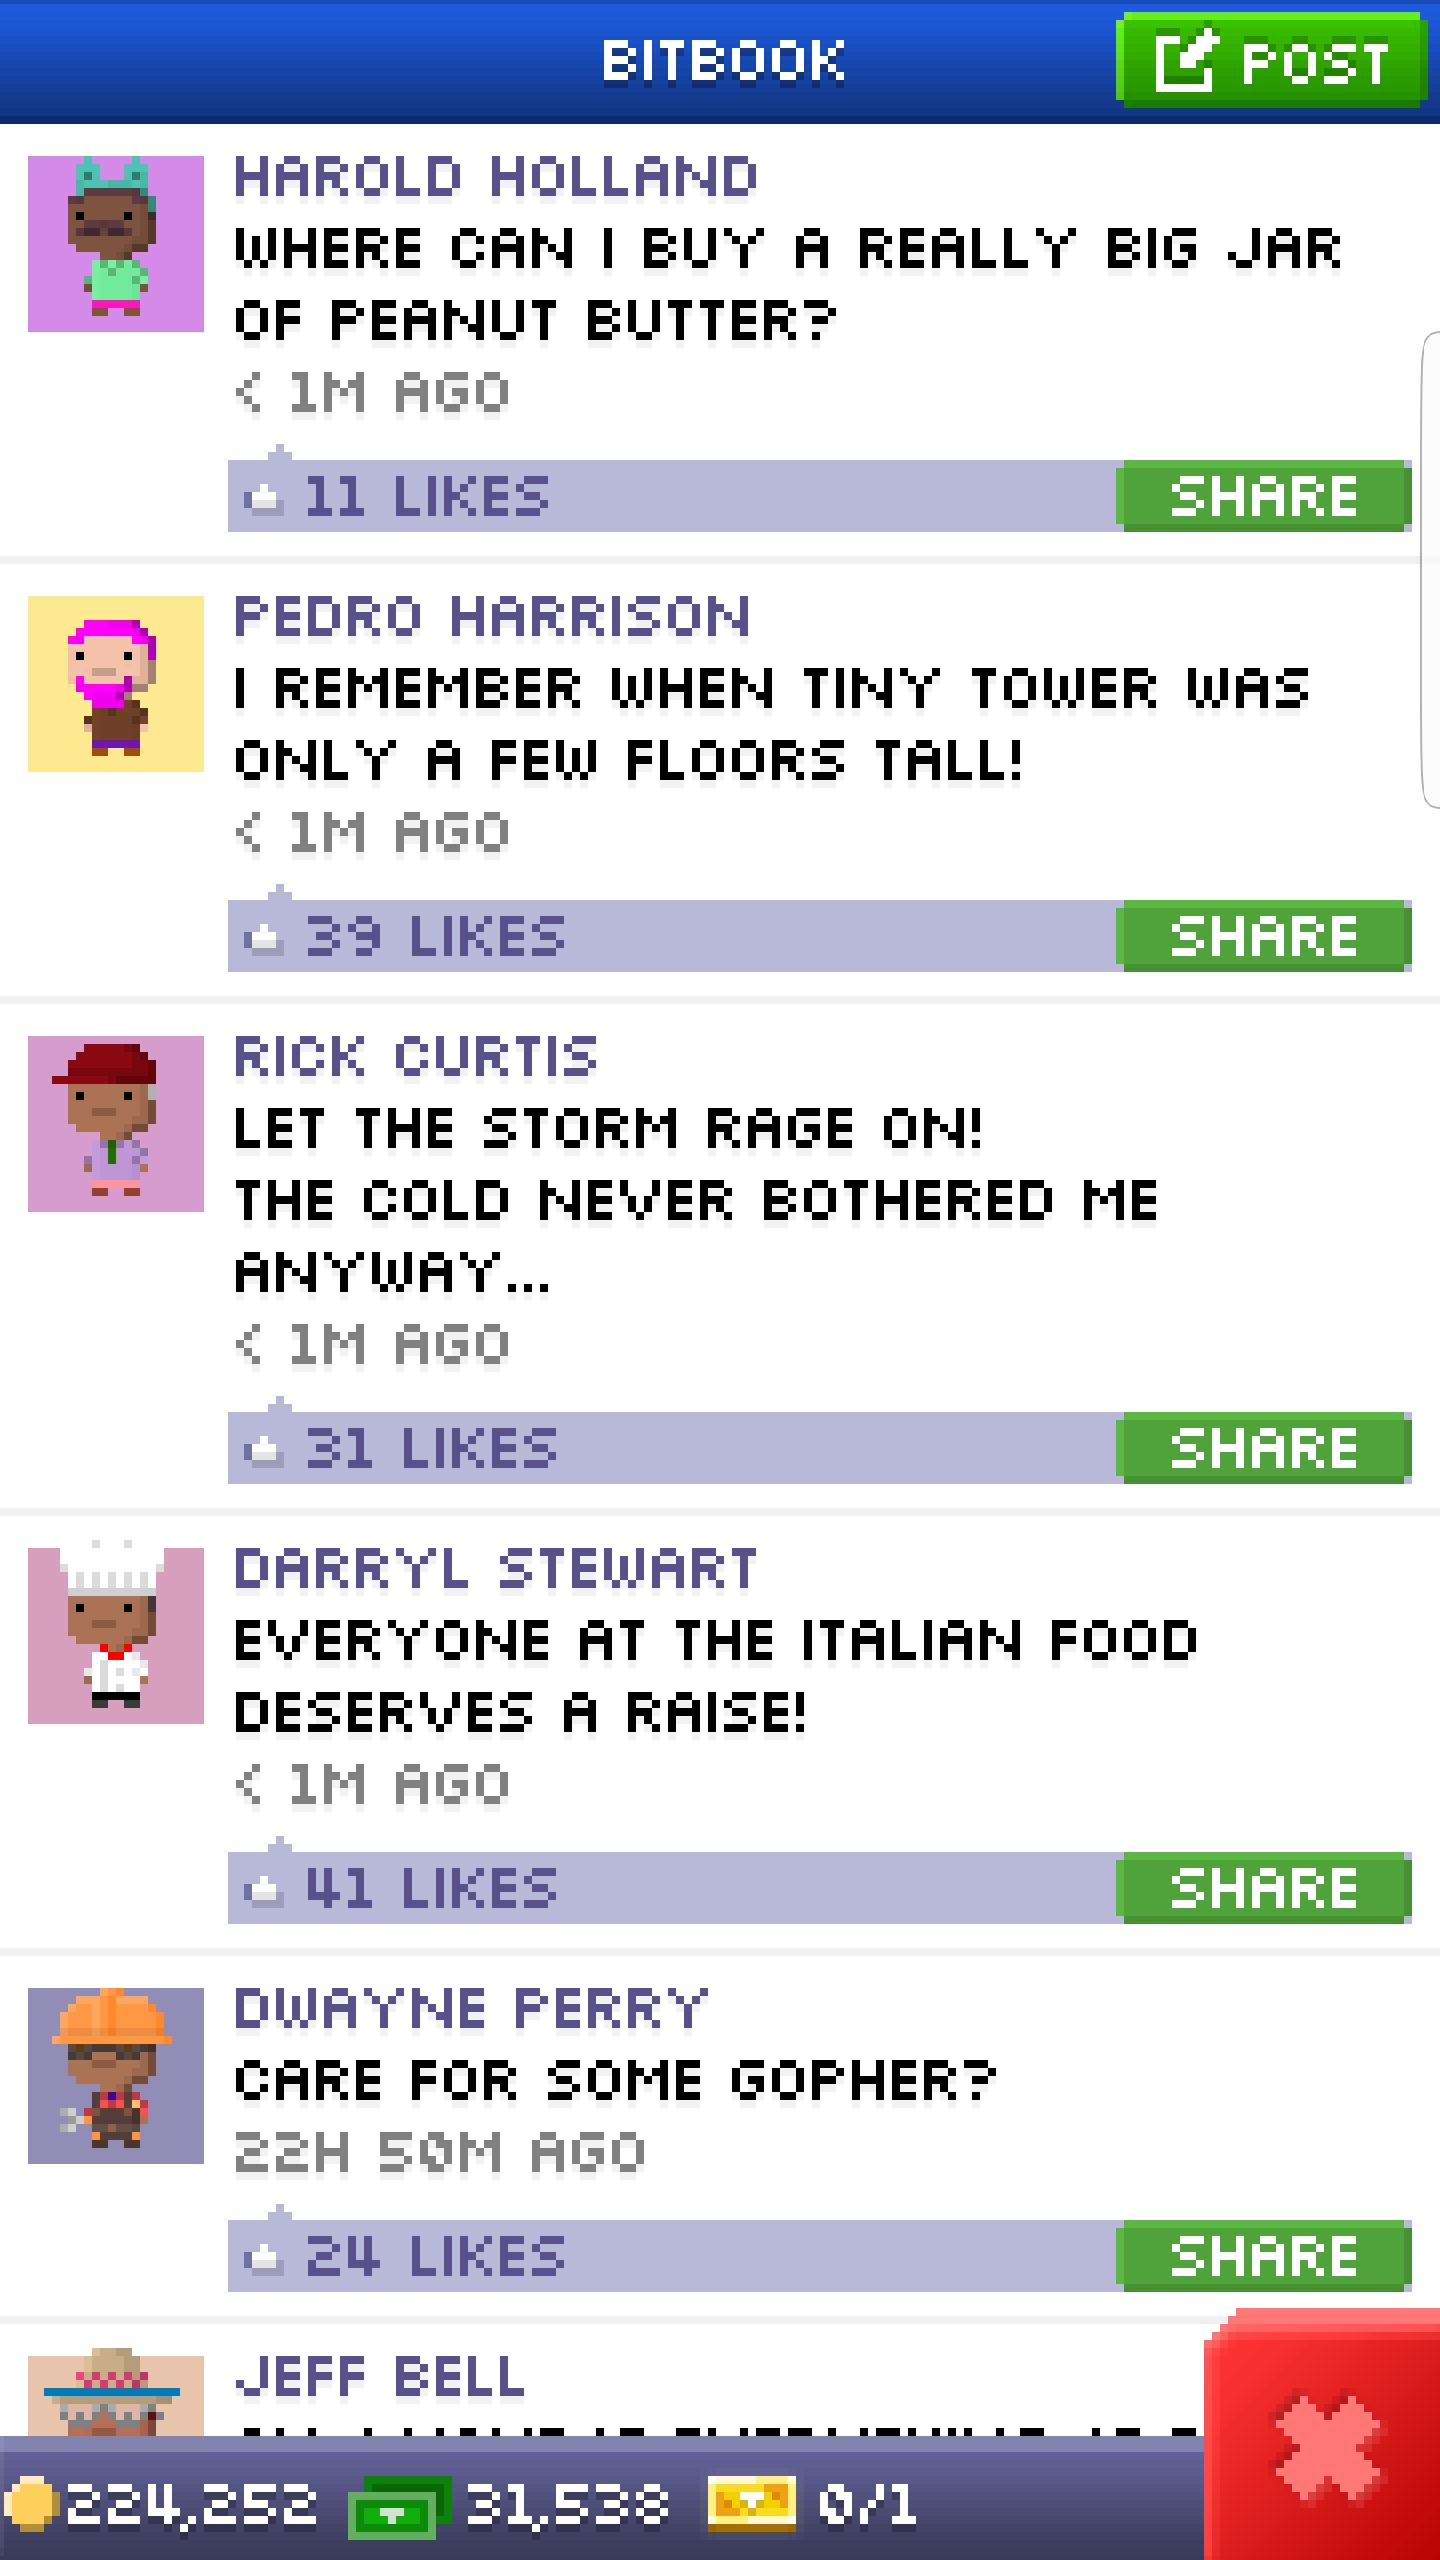 BITBOOK
POST
HAROLD HOLLAND
WHERE CAN I BUY A REALLY BIG JAR
OF PEANUT BUTTER?
< 1M AGO
11 LIKES
SHARE
PEDRO HARRISON
I REMEMBER WHEN TINY TOWER WAS
ONLY A FEW FLOORS TALL!
< 1M AGO
39 LIKES
SHARE
RICK CURTIS
LET THE STORM RAGE ON!
THE COLD NEVER BOTHERED ME
ANYWAY...
< 1M AGO
31 LIKES
SHARE
DARRYL STEWART
EVERYONE AT THE ITALIAN FOOD
DESERVES A RAISE!
< 1M AGO
41 LIKES
SHARE
DWAYNE PERRY
CARE FOR SOME GOPHER?
22H 50M AGO
24 LIKES
SHARE
JEFF BELL
224,252 31,538 0/1